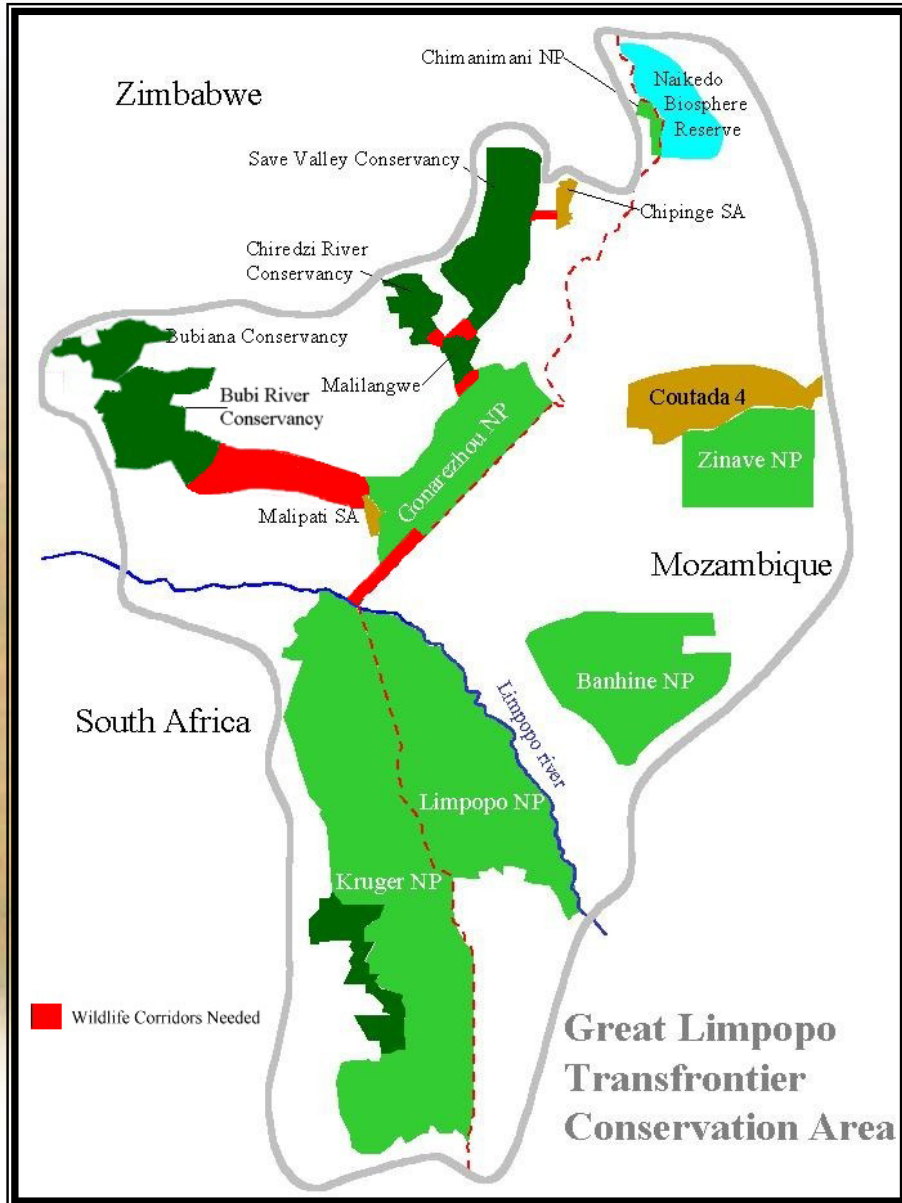 Chimanimani NP
Naikedo
Biosphere
Reserve
Zimbabwe
Save Valley Conservancy
Chipinge SA
Chiredzi River
Conservancy
Bubiana Conservancy
Malilangwe
Bubi River
Conservancy
Coutada 4
Zinave NP
Gonarezhou NP
Malipati SA
Mozambique
Banhine NP
South Africa
Limpopo river
Limpopo NP
Kruger NP
Wildlife Corridors Needed
Great Limpopo
Transfrontier
Conservation Area